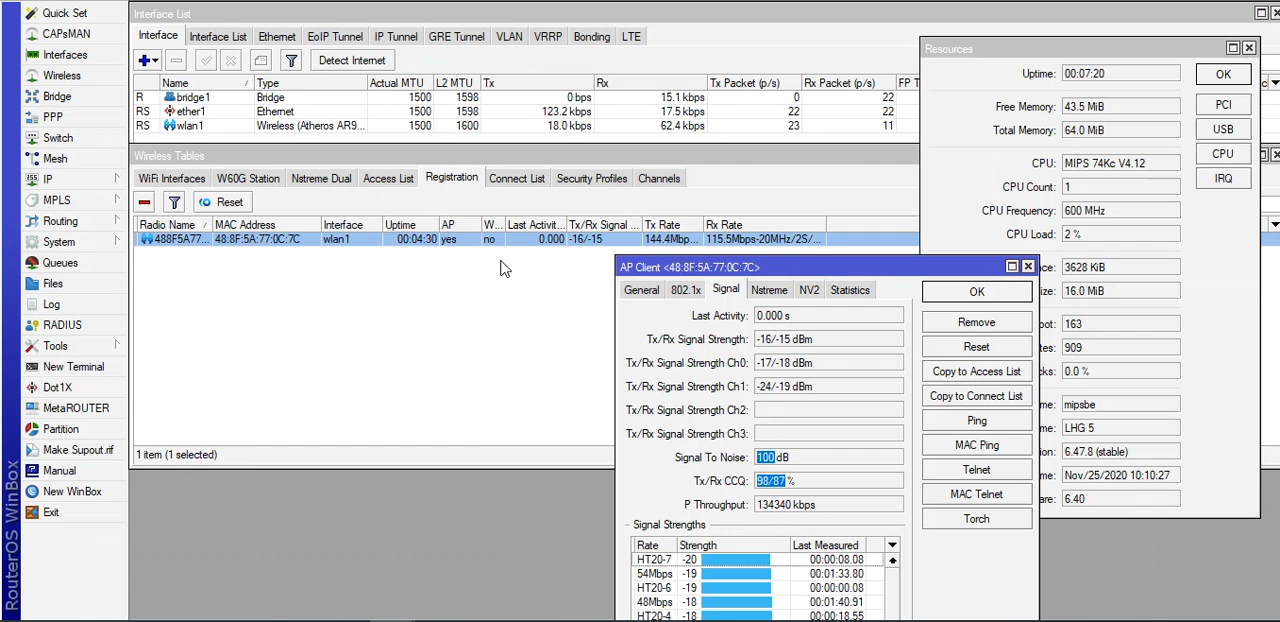 Quick Set
CAPsMAN
Interfaces
Wireless
Bridge
PPP
Switch
Mesh
IP
MPLS
Routing
System
Queues
Files
Log
RADIUS
Tools
New Terminal
Dot1X
MetaROUTER
Partition
Make Supout.rif
Manual
New WinBox
Exit
RouterOS WinBox
Interface List
Interface Interface List Ethernet EoIP Tunnel IP Tunnel GRE Tunnel VLAN VRRP Bonding LTE
Detect Internet
Name Type Actual MTU L2 MTU Tx Rx Tx Packet (p/s) Rx Packet (p/s) FP T
R bridge1 Bridge 1500 1598 0 bps 15.1 kbps 0 22
RS ether1 Ethernet 1500 1598 123.2 kbps 17.5 kbps 22 22
RS wlan1 Wireless (Atheros AR9... 1500 1600 18.0 kbps 62.4 kbps 23 11
Wireless Tables
WiFi Interfaces W60G Station Nstreme Dual Access List Registration Connect List Security Profiles Channels
Reset
Radio Name MAC Address Interface Uptime AP W... Last Activit... Tx/Rx Signal ... Tx Rate Rx Rate
488F5A77... 48:8F:5A:77:0C:7C wlan1 00:04:30 yes no 0.000 -16/-15 144.4Mbp... 115.5Mbps-20MHz/2S/...
1 item (1 selected)
AP Client <48:8F:5A:77:0C:7C>
General 802.1x Signal Nstreme NV2 Statistics
Last Activity: 0.000 s
Tx/Rx Signal Strength: -16/-15 dBm
Tx/Rx Signal Strength Ch0: -17/-18 dBm
Tx/Rx Signal Strength Ch1: -24/-19 dBm
Tx/Rx Signal Strength Ch2:
Tx/Rx Signal Strength Ch3:
Signal To Noise: 100 dB
Tx/Rx CCQ: 98/87 %
P Throughput: 134340 kbps
Signal Strengths
Rate Strength Last Measured
HT20-7 -20 00:00:08.08
54Mbps -19 00:01:33.80
HT20-6 -19 00:00:00.08
48Mbps -18 00:01:40.91
HT20-4 -18 00:00:18.55
OK
Remove
Reset
Copy to Access List
Copy to Connect List
Ping
MAC Ping
Telnet
MAC Telnet
Torch
Resources
Uptime: 00:07:20
Free Memory: 43.5 MiB
Total Memory: 64.0 MiB
CPU: MIPS 74Kc V4.12
CPU Count: 1
CPU Frequency: 600 MHz
CPU Load: 2 %
ace: 3628 KiB
ize: 16.0 MiB
oot: 163
tes: 909
cks: 0.0 %
me: mipsbe
me: LHG 5
ion: 6.47.8 (stable)
me: Nov/25/2020 10:10:27
are: 6.40
OK
PCI
USB
CPU
IRQ